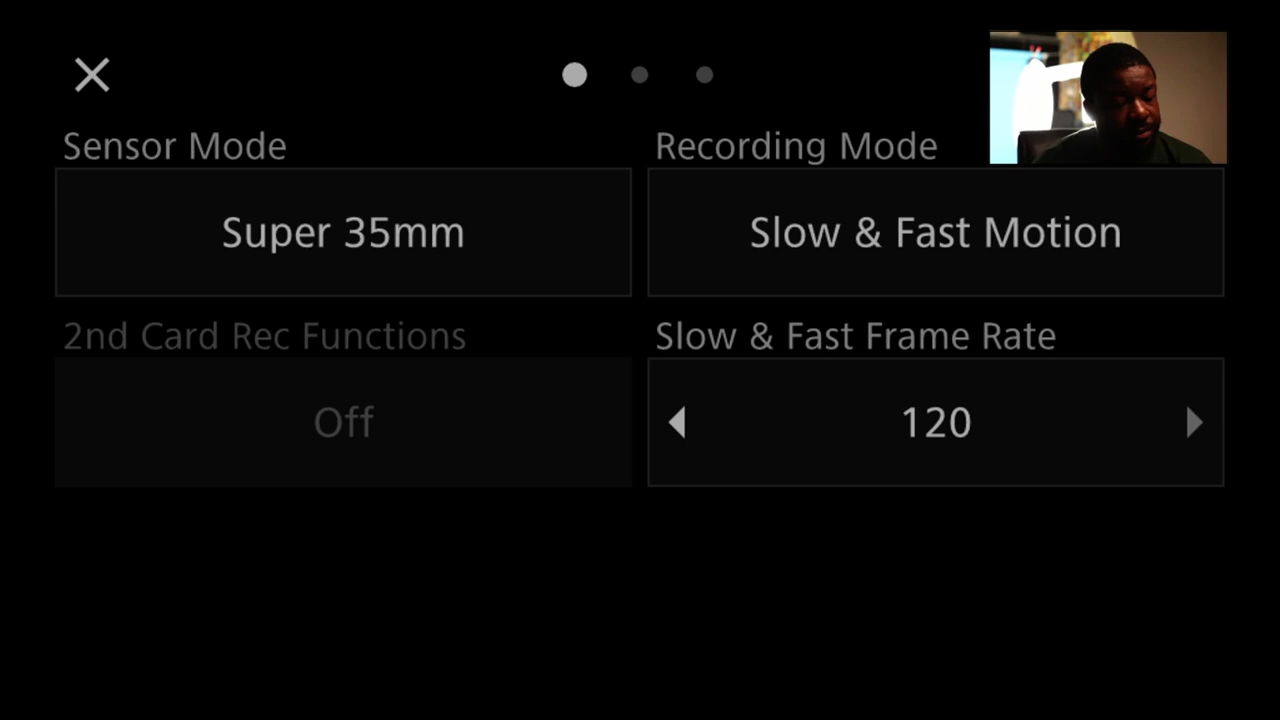 Sensor Mode
Recording Mode
Super 35mm
Slow & Fast Motion
2nd Card Rec Functions
Slow & Fast Frame Rate
Off
120